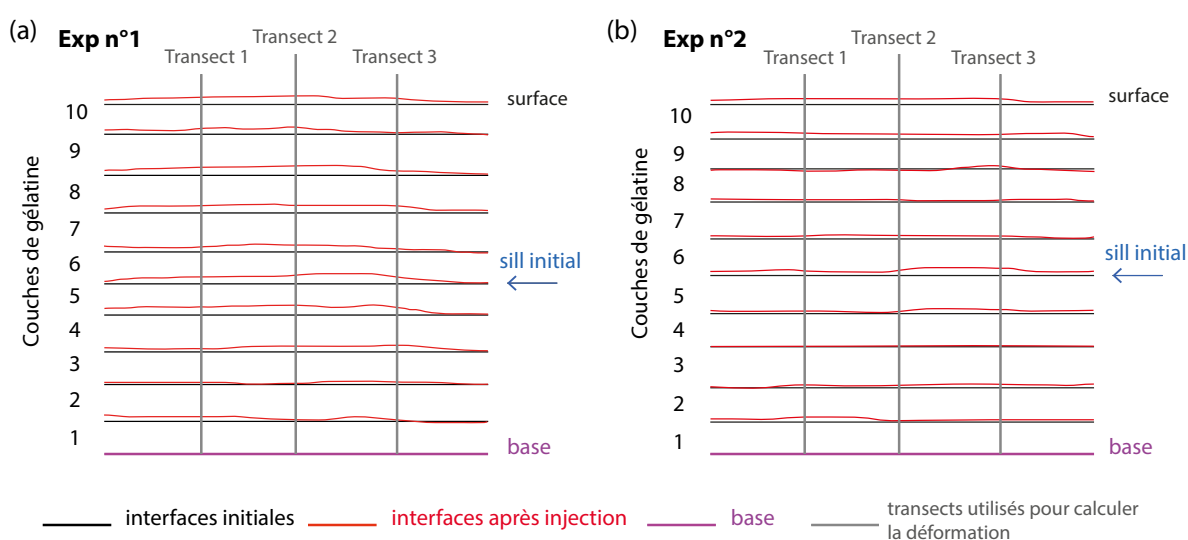 (a)
Exp n°1
Transect 1
Transect 2
Transect 3
surface
10
9
8
7
6
5
4
3
2
1
Couches de gélatine
sill initial
base
(b)
Exp n°2
Transect 1
Transect 2
Transect 3
surface
10
9
8
7
6
5
4
3
2
1
Couches de gélatine
sill initial
base
interfaces initiales
interfaces après injection
base
transects utilisés pour calculer
la déformation